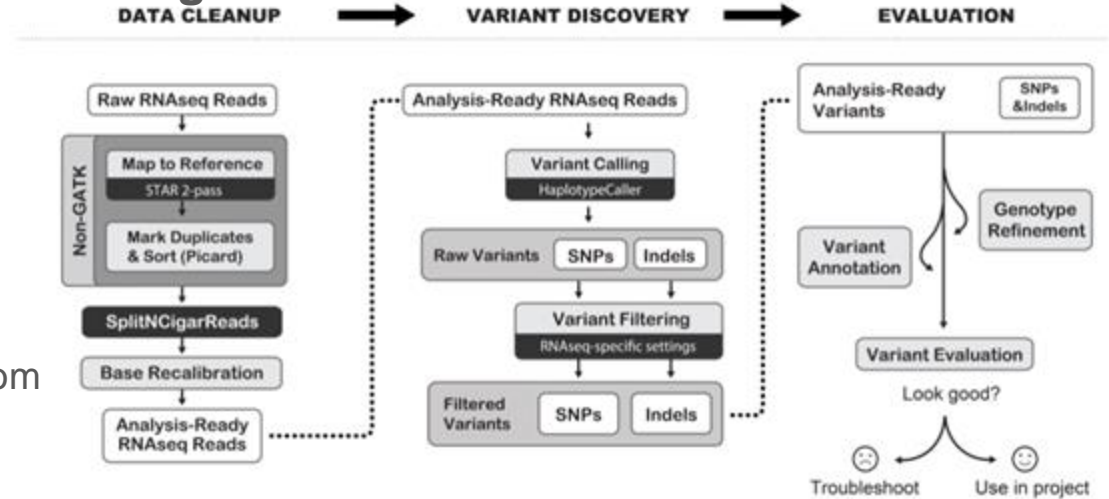 DATA CLEANUP
VARIANT DISCOVERY
EVALUATION
Raw RNAseq Reads
Non-GATK
Map to Reference
STAR 2-pass
Mark Duplicates
& Sort (Picard)
SplitNCigarReads
om
Base Recalibration
Analysis-Ready
RNAseq Reads
Analysis-Ready RNAseq Reads
Variant Calling
HaplotypeCaller
Raw Variants
SNPs
Indels
Variant Filtering
RNAseq-specific settings
Filtered
Variants
SNPs
Indels
Analysis-Ready
Variants
SNPs
&Indels
Genotype
Refinement
Variant
Annotation
Variant Evaluation
Look good?
Troubleshoot
Use in project